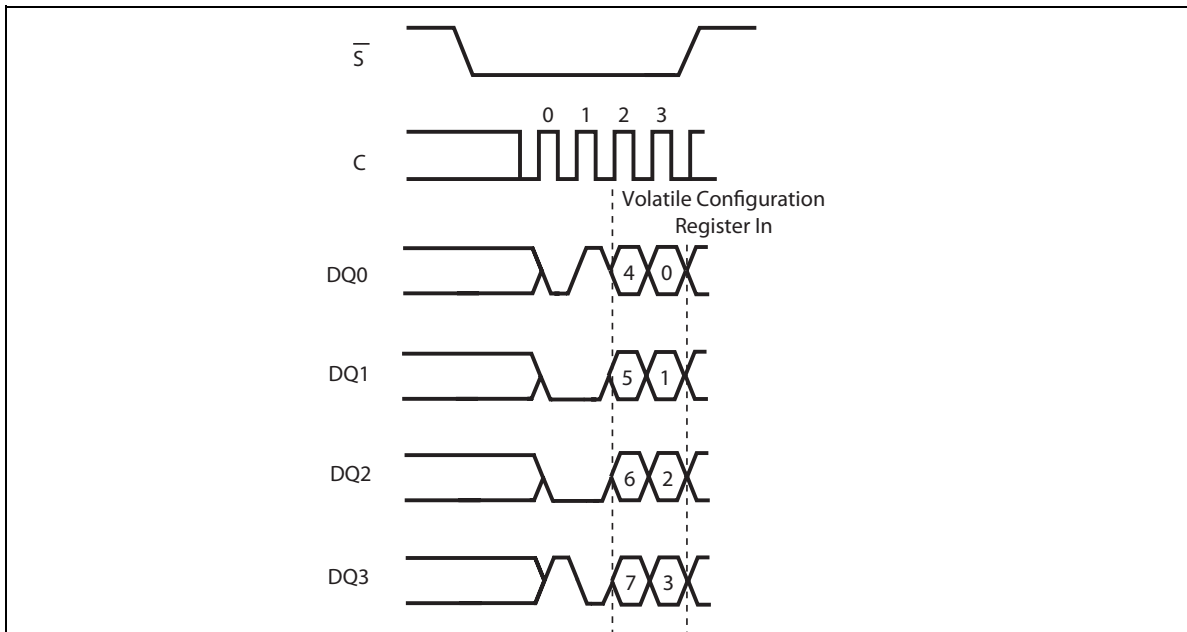 S
0 1 2 3
C
Volatile Configuration
Register In
DQ0 4 0
DQ1 5 1
DQ2 6 2
DQ3 7 3